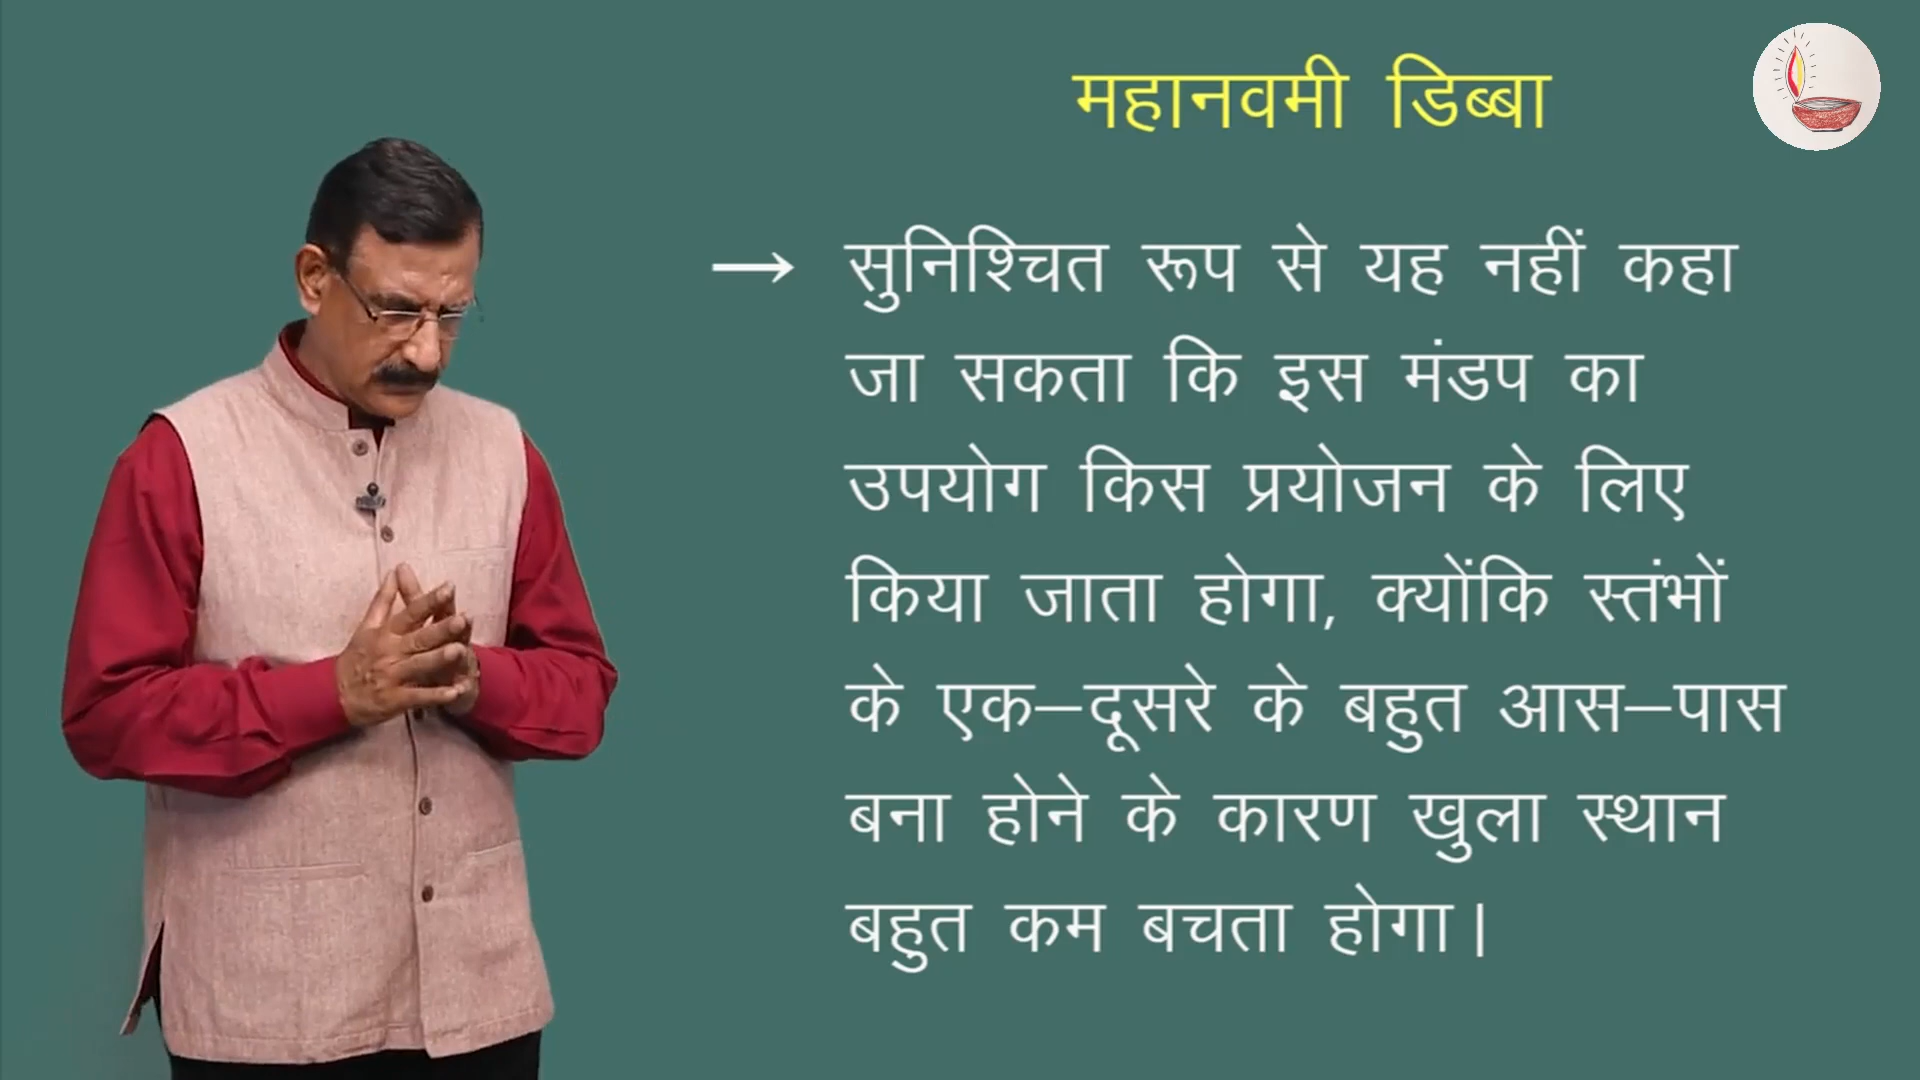 महानवमी डिब्बा
→ सुनिश्चित रूप से यह नहीं कहा
जा सकता कि इस मंडप का
उपयोग किस प्रयोजन के लिए
किया जाता होगा, क्योंकि स्तंभों
के एक–दूसरे के बहुत आस–पास
बना होने के कारण खुला स्थान
बहुत कम बचता होगा।